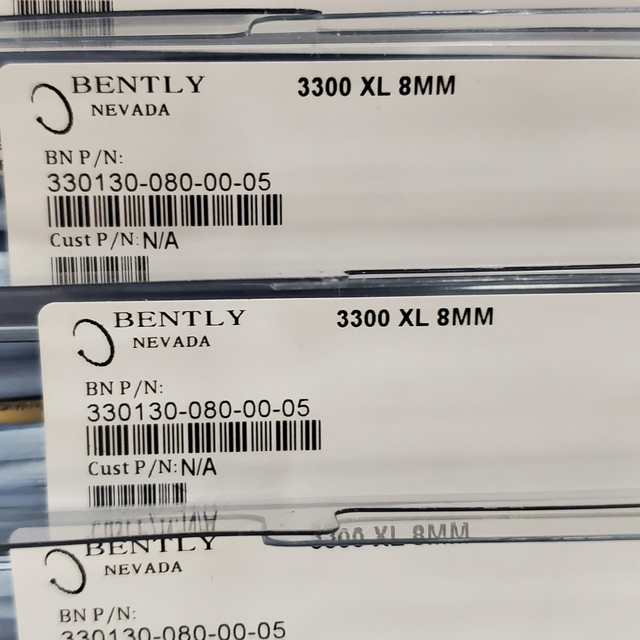 BENTLY
NEVADA
3300 XL 8MM
BN P/N:
330130-080-00-05
Cust P/N: N/A
BENTLY
NEVADA
3300 XL 8MM
BN P/N:
330130-080-00-05
Cust P/N: N/A
Cust P/N: N/A
BENTLY
NEVADA
3300 XL 8MM
BN P/N:
330130-080-00-05